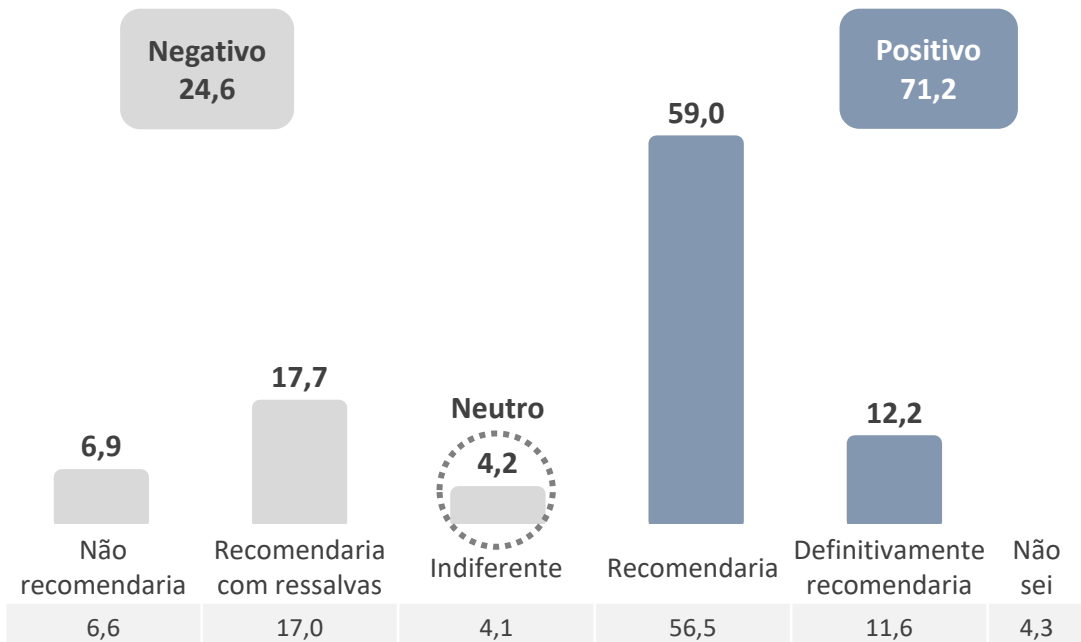 Negativo
24,6
Positivo
71,2
59,0
17,7
Neutro
12,2
6,9
4,2
Não
recomendaria
Recomendaria
com ressalvas
Indiferente
Recomendaria
Definitivamente
recomendaria
Não
sei
6,6
17,0
4,1
56,5
11,6
4,3